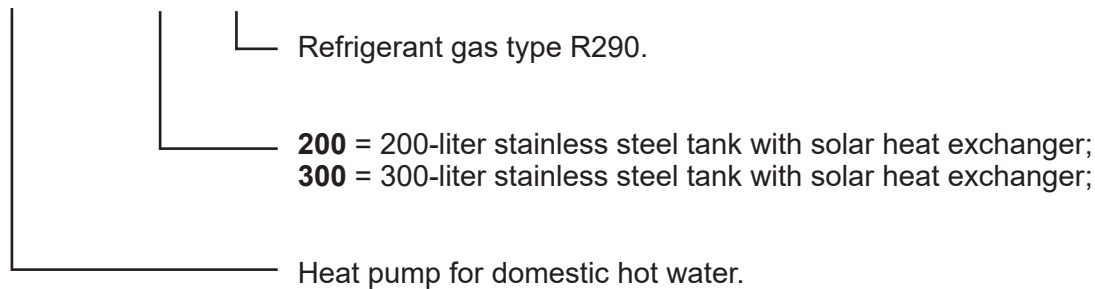 Refrigerant gas type R290.
200 = 200-liter stainless steel tank with solar heat exchanger;
300 = 300-liter stainless steel tank with solar heat exchanger;
Heat pump for domestic hot water.